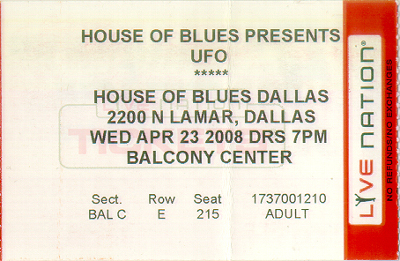 HOUSE OF BLUES PRESENTS
UFO
*****
HOUSE OF BLUES DALLAS
2200 N LAMAR, DALLAS
WED APR 23 2008 DRS 7PM
BALCONY CENTER
Sect. Row Seat 1737001210
BAL C E 215 ADULT
LIVE NATION®
NO REFUNDS/NO EXCHANGES